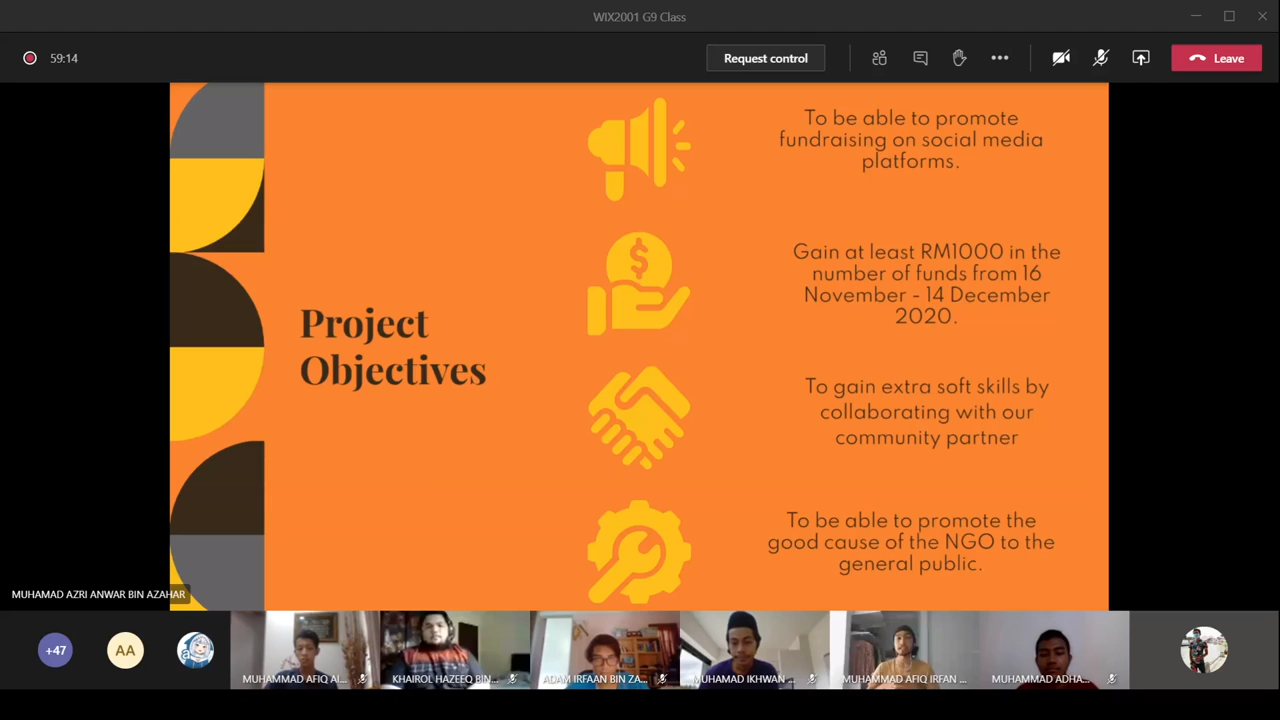 WIX2001 G9 Class
59:14
Request control
Leave
To be able to promote
fundraising on social media
platforms.
Gain at least RM1000 in the
number of funds from 16
November - 14 December
2020.
Project
Objectives
To gain extra soft skills by
collaborating with our
community partner
To be able to promote the
good cause of the NGO to the
general public.
MUHAMAD AZRI ANWAR BIN AZAHAR
+47
AA
MUHAMMAD AFIQ AI...
KHAIROL HAZEEQ BIN...
ADAM IRFAAN BIN ZA...
MUHAMAD IKHWAN ...
MUHAMMAD AFIQ IRFAN ...
MUHAMMAD ADHA...